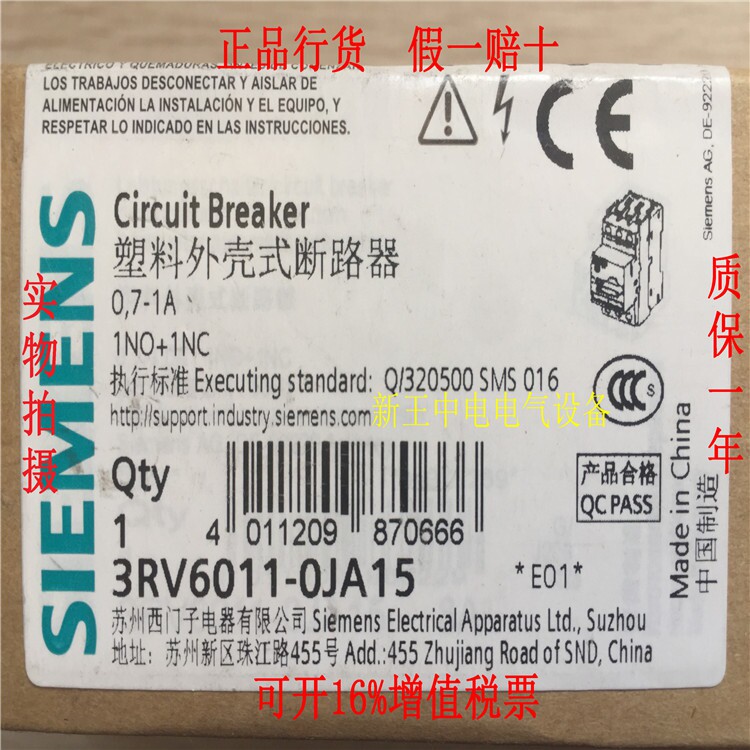 正品行货 假一赔十
ELÉCTRICO Y QUEMADURAS
LOS TRABAJOS DESCONECTAR Y AISLAR DE
ALIMENTACIÓN LA INSTALACIÓN Y EL EQUIPO, Y
RESPETAR LO INDICADO EN LAS INSTRUCCIONES.
Siemens AG, DE-9222
SIEMENS
Circuit Breaker
塑料外壳式断路器
0,7-1A
1NO+1NC
执行标准 Executing standard: Q/320500 SMS 016
http://support.industry.siemens.com
新王中电电气设备
实物拍摄
质保一年
CCC S
产品合格
QC PASS
Made in China
中国制造
Qty
1
4 011209 870666
3RV6011-0JA15
*E01*
苏州西门子电器有限公司 Siemens Electrical Apparatus Ltd., Suzhou
地址: 苏州新区珠江路455号 Add.:455 Zhujiang Road of SND, China
可开16%增值税票